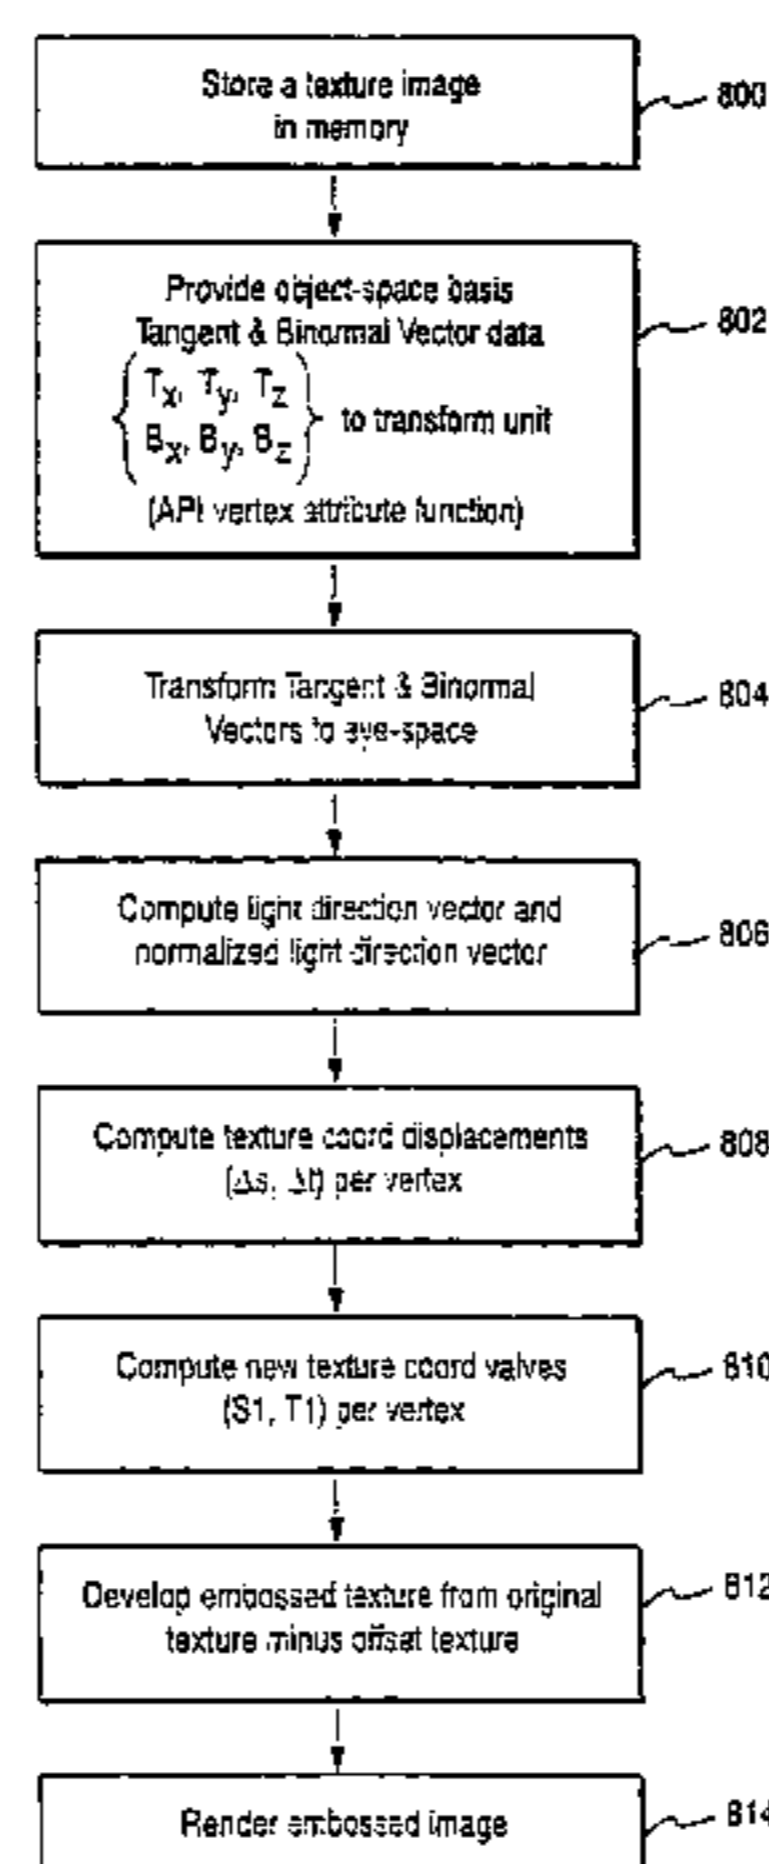 Store a texture image
in memory
800
Provide object-space basis
Tangent & Binormal Vector data
Tx, Ty, Tz
Bx, By, Bz
to transform unit
(API vertex attribute function)
802
Transform Tangent & Binormal
Vectors to eye-space
804
Compute light direction vector and
normalized light direction vector
806
Compute texture coord displacements
(Δs, Δt) per vertex
808
Compute new texture coord valves
(S1, T1) per vertex
810
Develop embossed texture from original
texture minus offset texture
812
Render embossed image
814